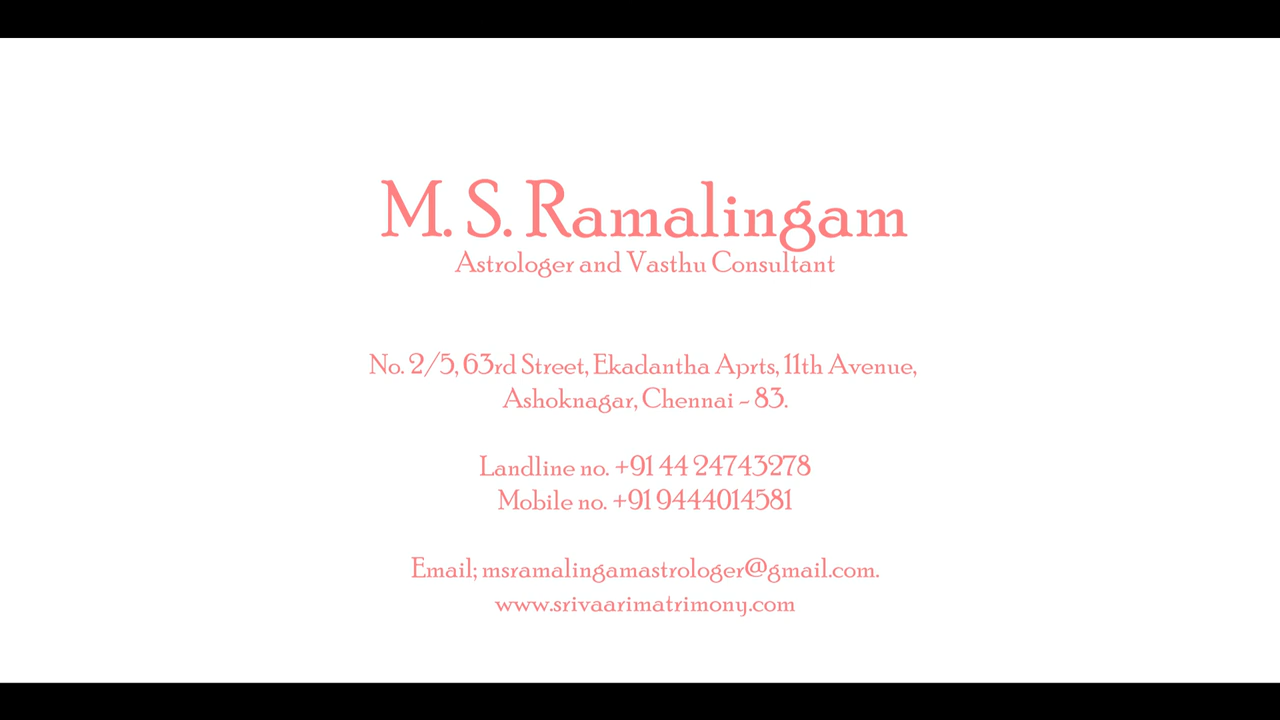 M. S. Ramalingam
Astrologer and Vasthu Consultant
No. 2/5, 63rd Street, Ekadantha Aprts, 11th Avenue,
Ashoknagar, Chennai - 83.
Landline no. +91 44 24743278
Mobile no. +91 9444014581
Email; msramalingamastrologer@gmail.com.
www.srivaarimatrimony.com